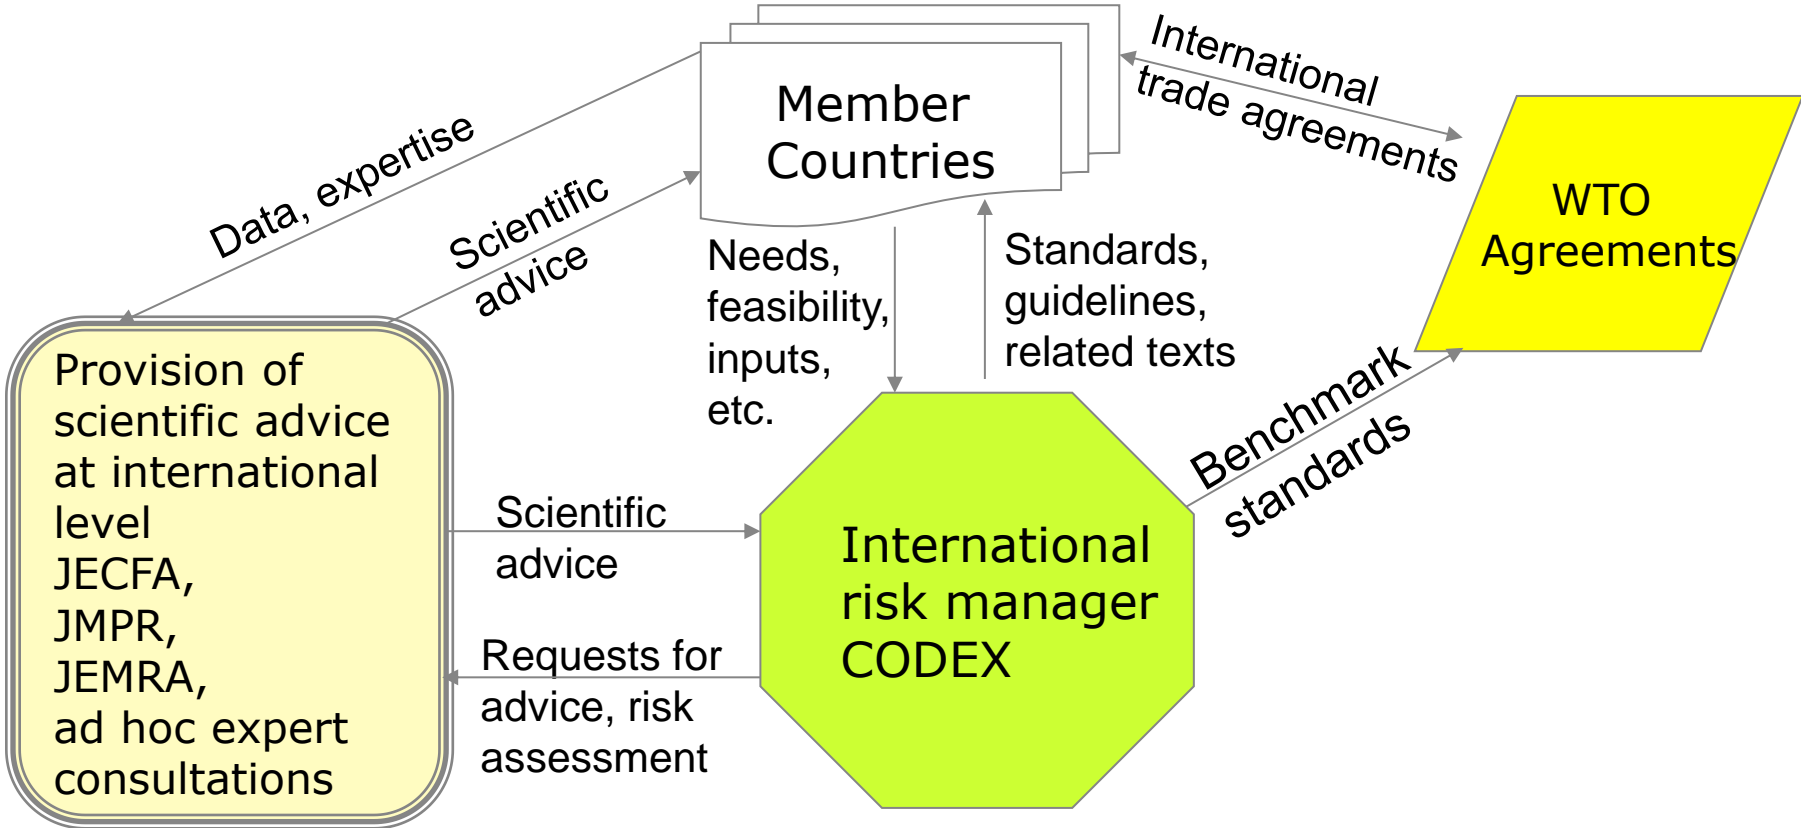 Member
Countries
International
trade agreements
WTO
Agreements
Data, expertise
Scientific
advice
Needs,
feasibility,
inputs,
etc.
Standards,
guidelines,
related texts
Provision of
scientific advice
at international
level
JECFA,
JMPR,
JEMRA,
ad hoc expert
consultations
Scientific
advice
Requests for
advice, risk
assessment
International
risk manager
CODEX
Benchmark
standards